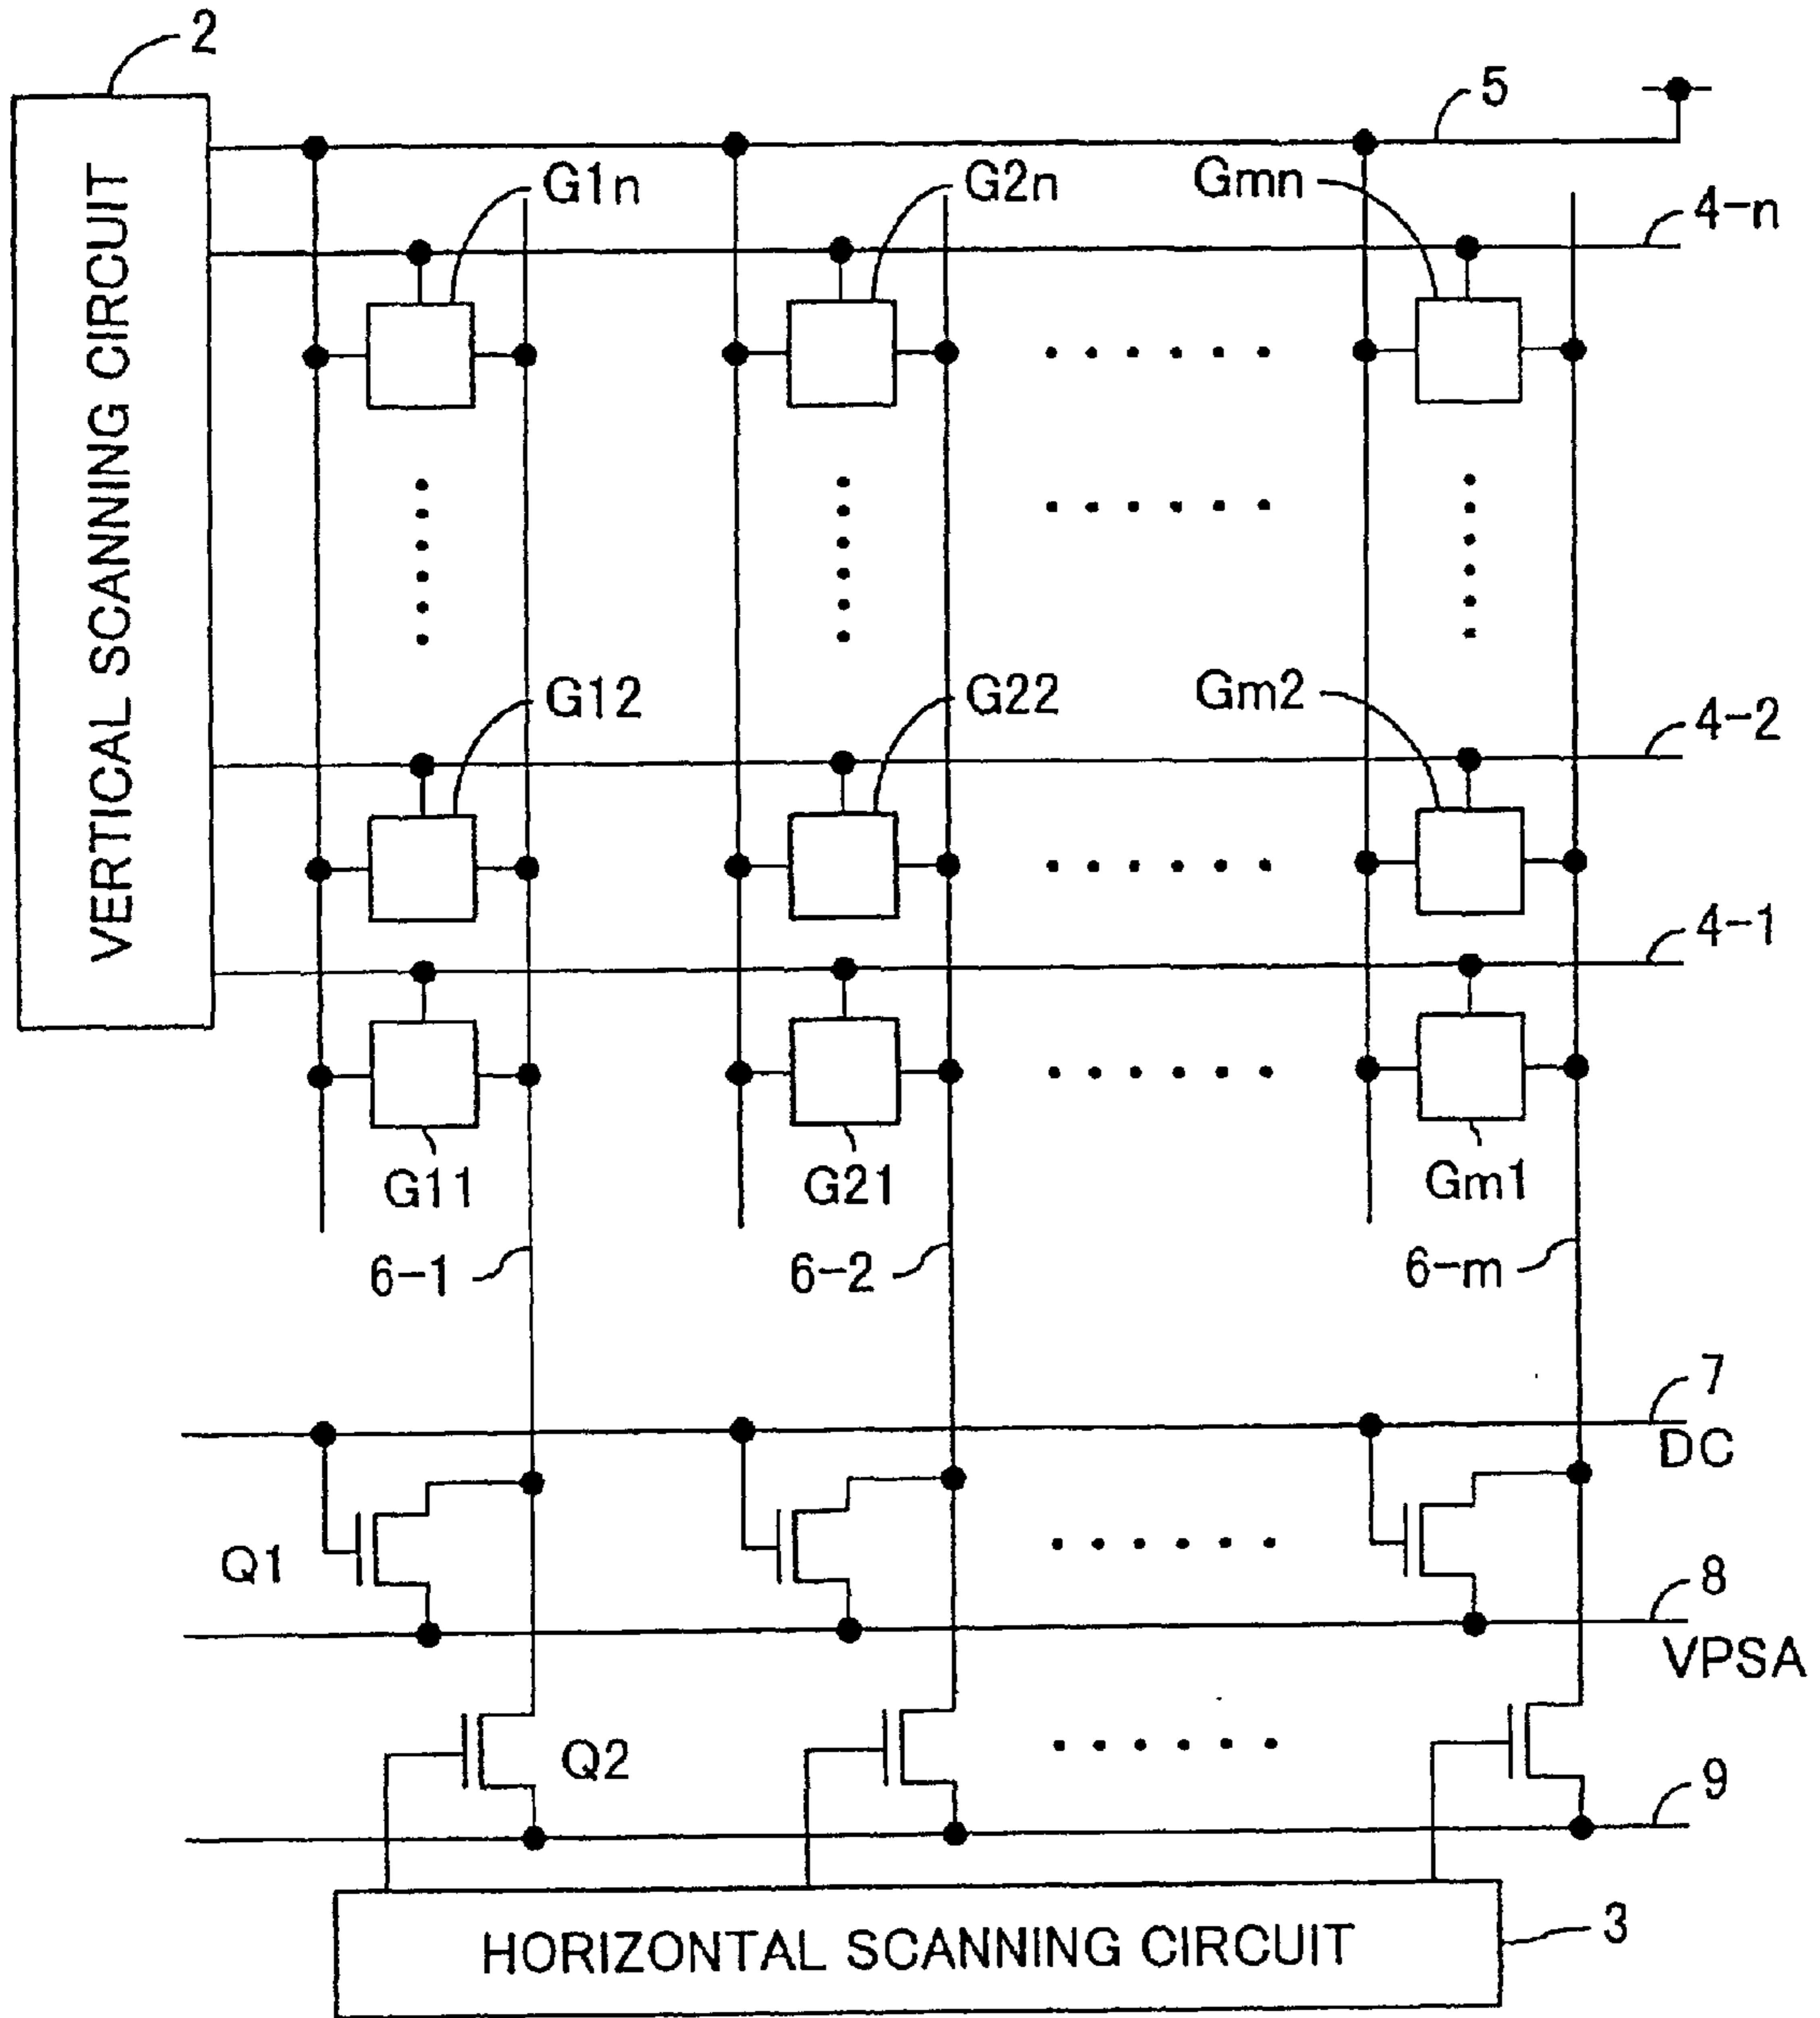 2
5
G1n
G2n
Gmn
4-n
VERTICAL SCANNING CIRCUIT
G12
G22
Gm2
4-2
4-1
G11
G21
Gm1
6-1
6-2
6-m
7
DC
Q1
8
VPSA
Q2
9
HORIZONTAL SCANNING CIRCUIT
3